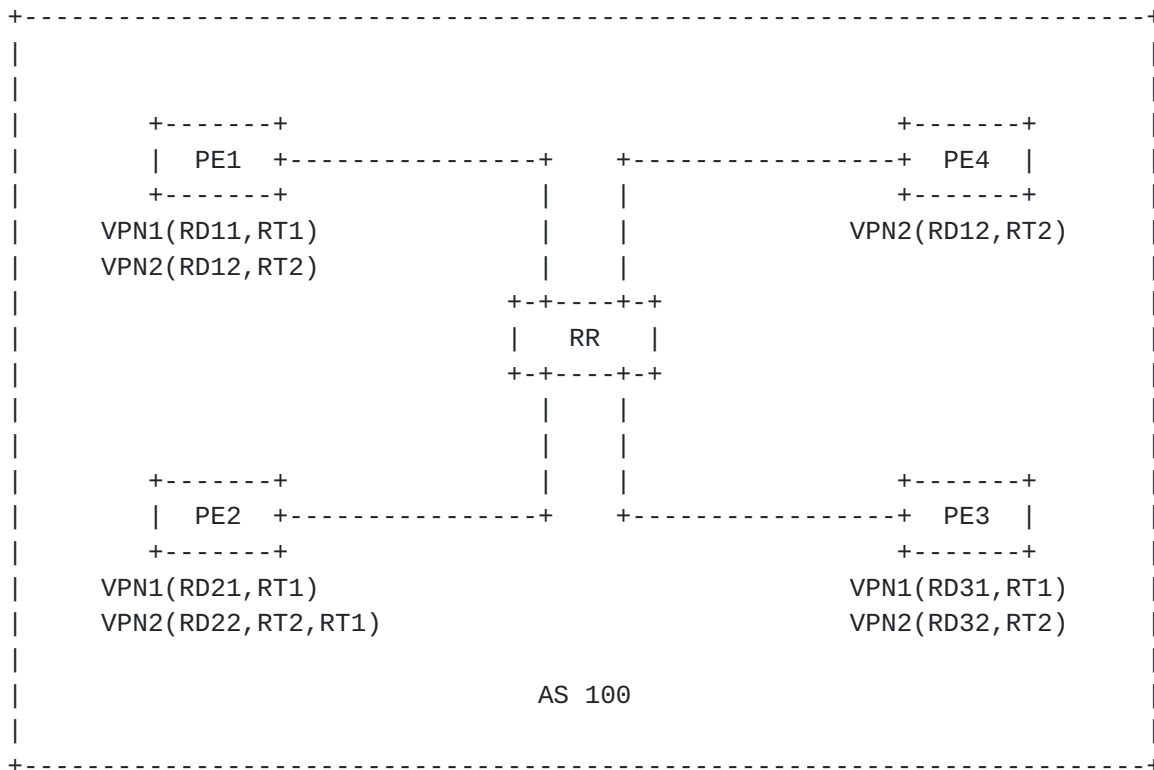 PE1 PE4
VPN1(RD11,RT1) VPN2(RD12,RT2)
VPN2(RD12,RT2)
RR
PE2 PE3
VPN1(RD21,RT1) VPN1(RD31,RT1)
VPN2(RD22,RT2,RT1) VPN2(RD32,RT2)
AS 100